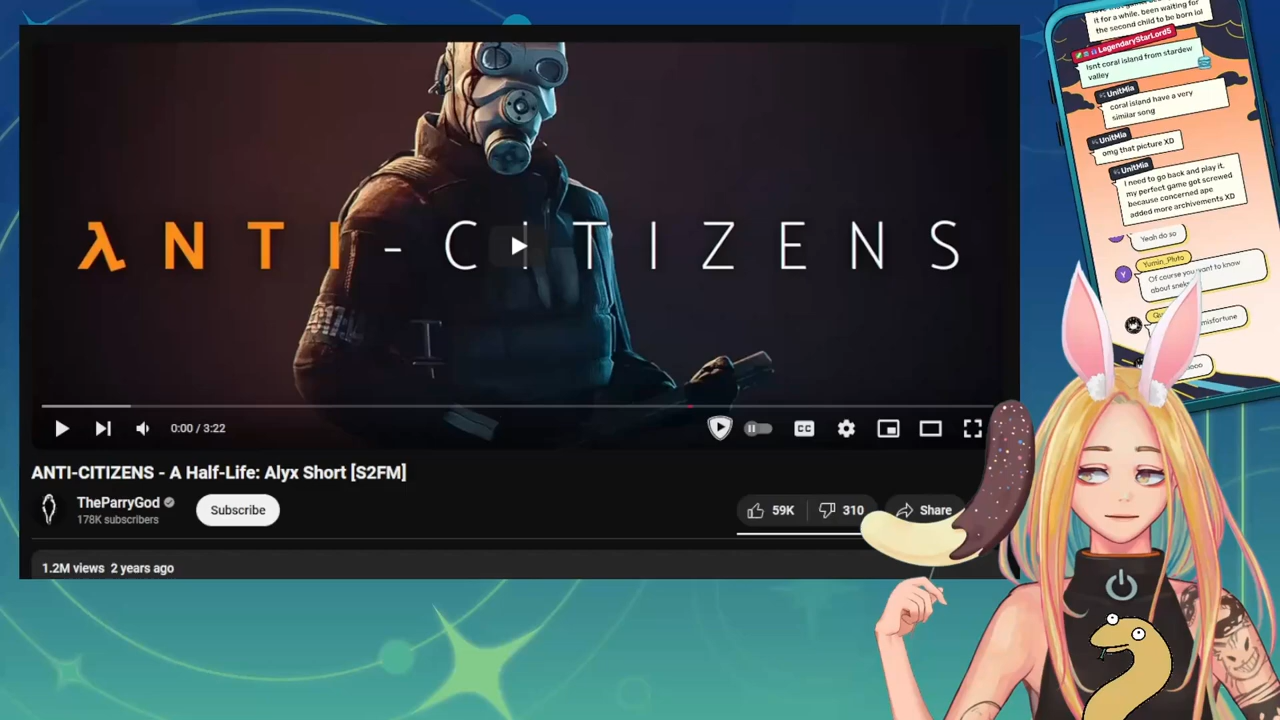 λNTI-CITIZENS
0:00 / 3:22
CC
ANTI-CITIZENS - A Half-Life: Alyx Short [S2FM]
TheParryGod
178K subscribers
Subscribe
59K
310
Share
1.2M views 2 years ago
it for a while, been waiting for
the second child to be born lol
LegendaryStarLord5
Isnt coral island from stardew
valley
UnitMia
coral island have a very
similar song
UnitMia
omg that picture XD
UnitMia
I need to go back and play it,
my perfect game got screwed
because concerned ape
added more archivements XD
Yeah do so
Yumin_Pluto
Y
Of course you want to know
about
misfortune